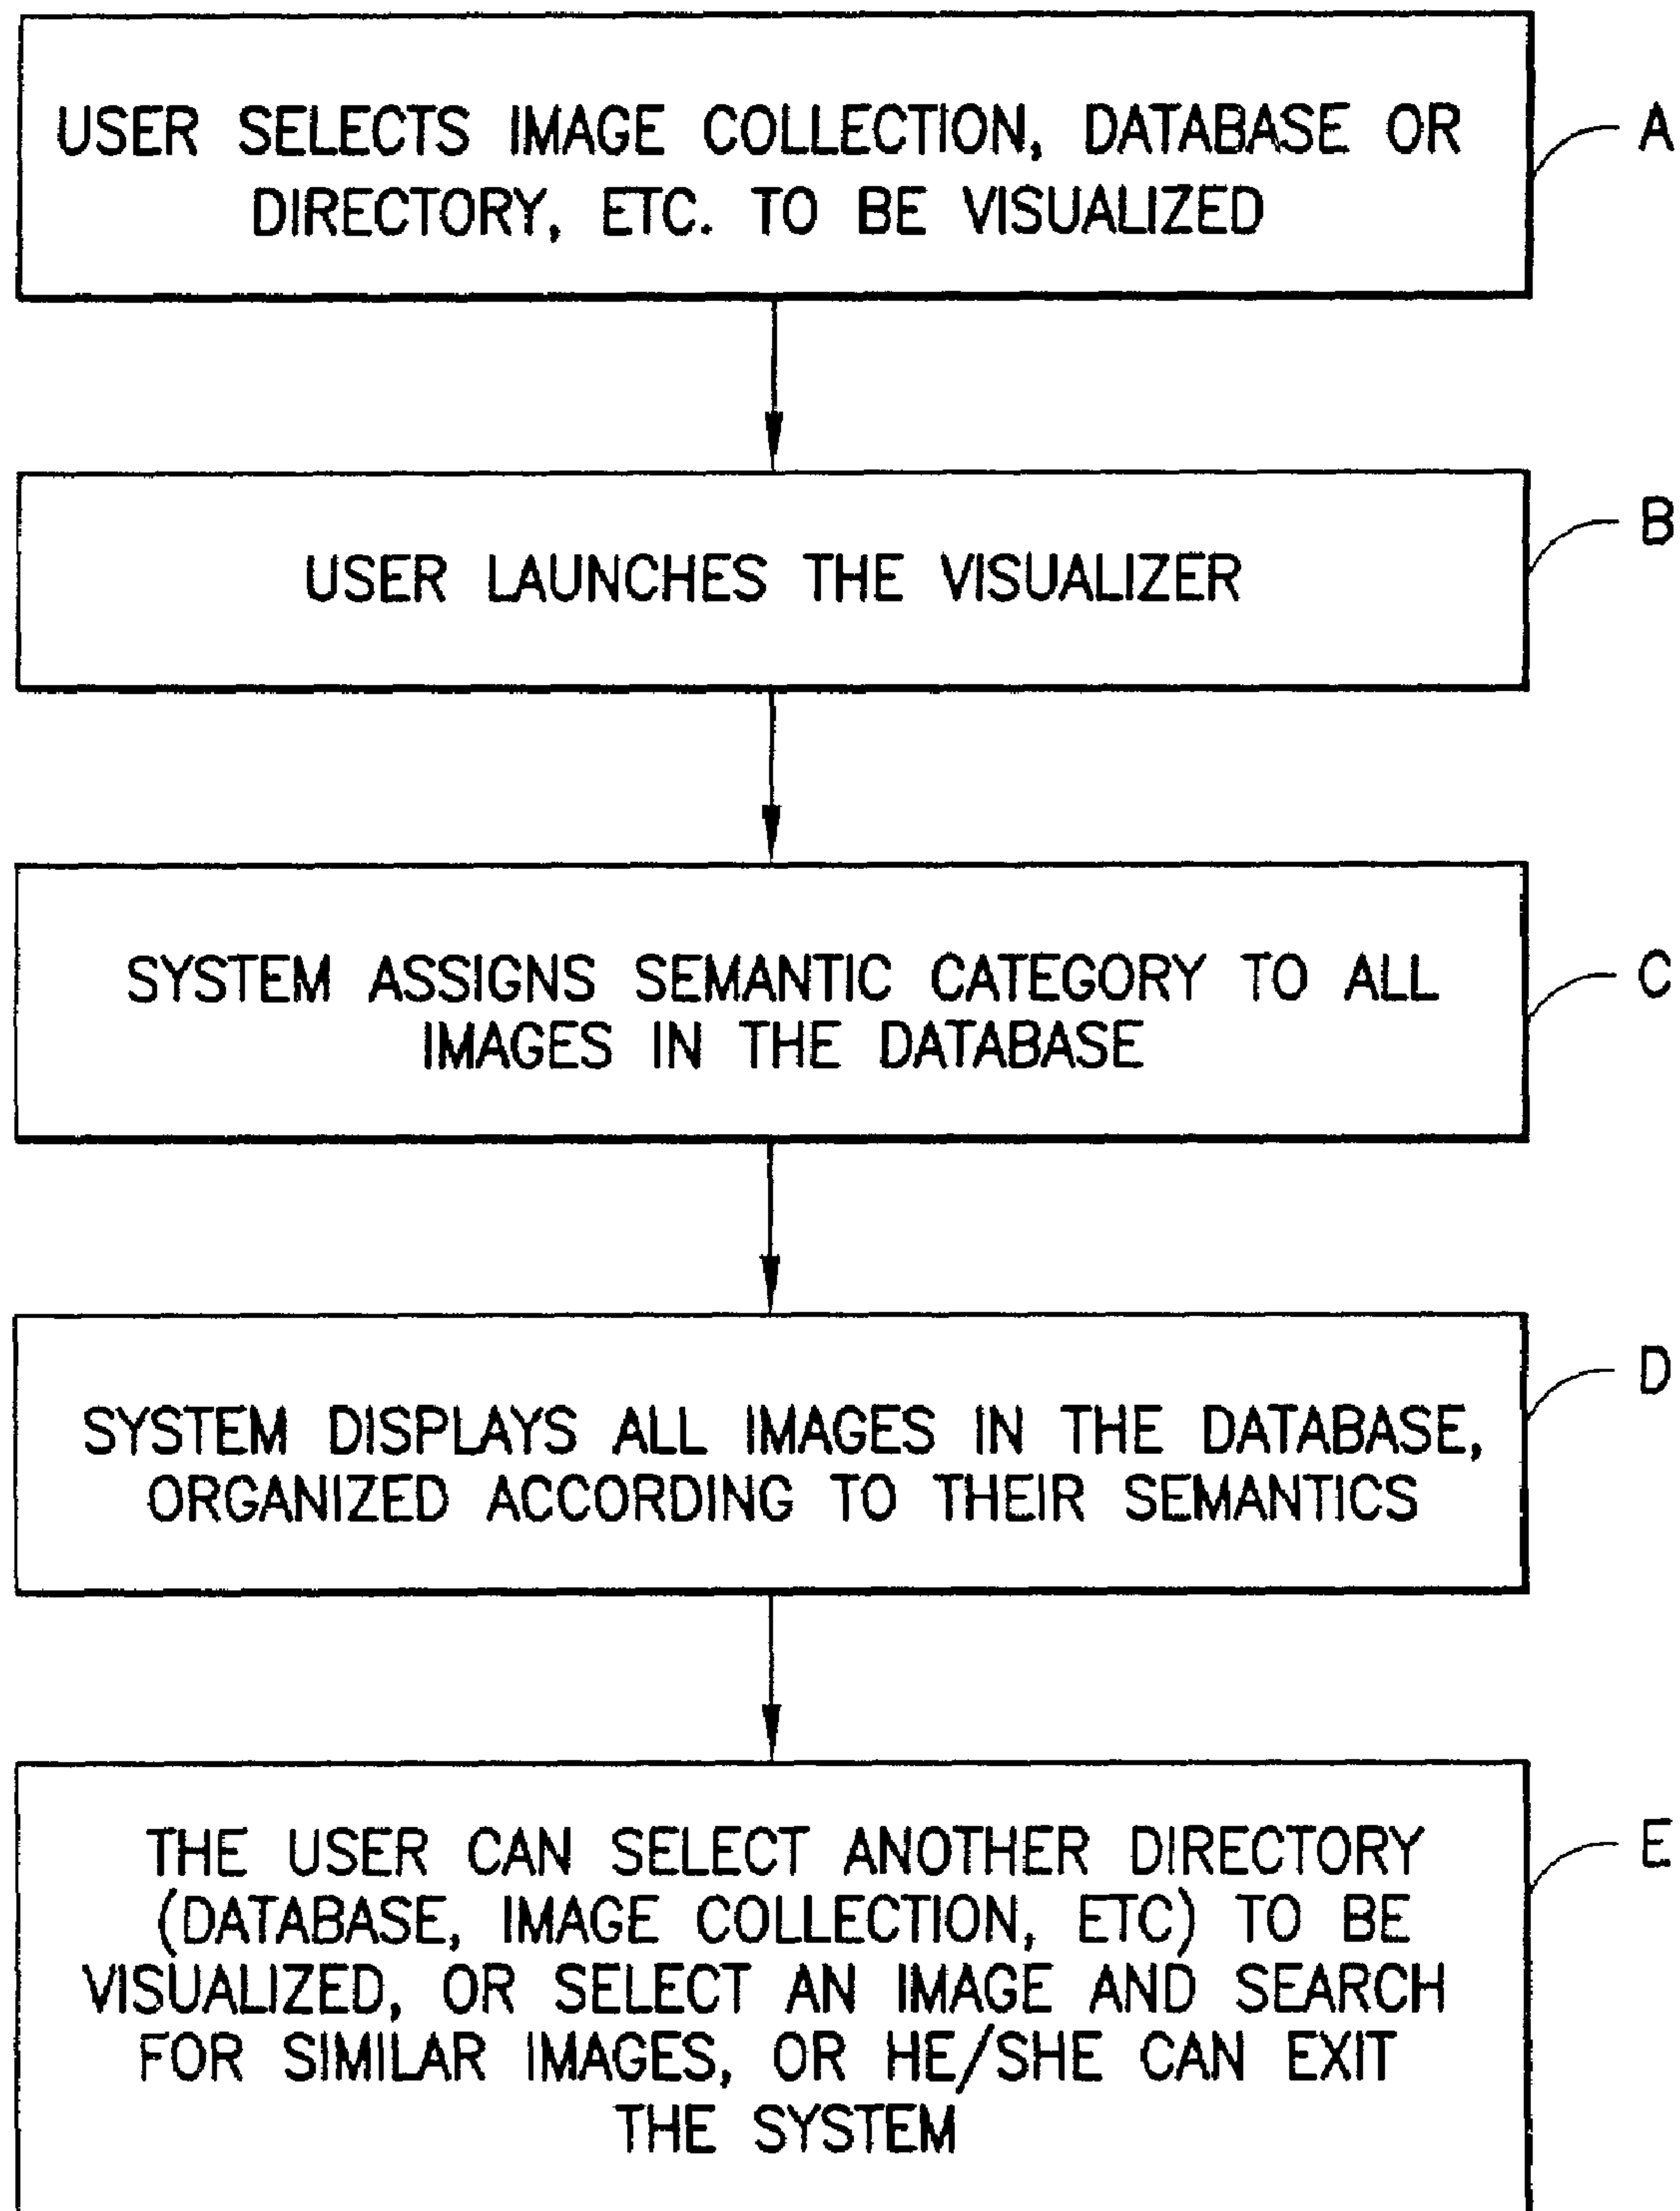 USER SELECTS IMAGE COLLECTION, DATABASE OR
DIRECTORY, ETC. TO BE VISUALIZED
A
USER LAUNCHES THE VISUALIZER
B
SYSTEM ASSIGNS SEMANTIC CATEGORY TO ALL
IMAGES IN THE DATABASE
C
SYSTEM DISPLAYS ALL IMAGES IN THE DATABASE,
ORGANIZED ACCORDING TO THEIR SEMANTICS
D
THE USER CAN SELECT ANOTHER DIRECTORY
(DATABASE, IMAGE COLLECTION, ETC) TO BE
VISUALIZED, OR SELECT AN IMAGE AND SEARCH
FOR SIMILAR IMAGES, OR HE/SHE CAN EXIT
THE SYSTEM
E